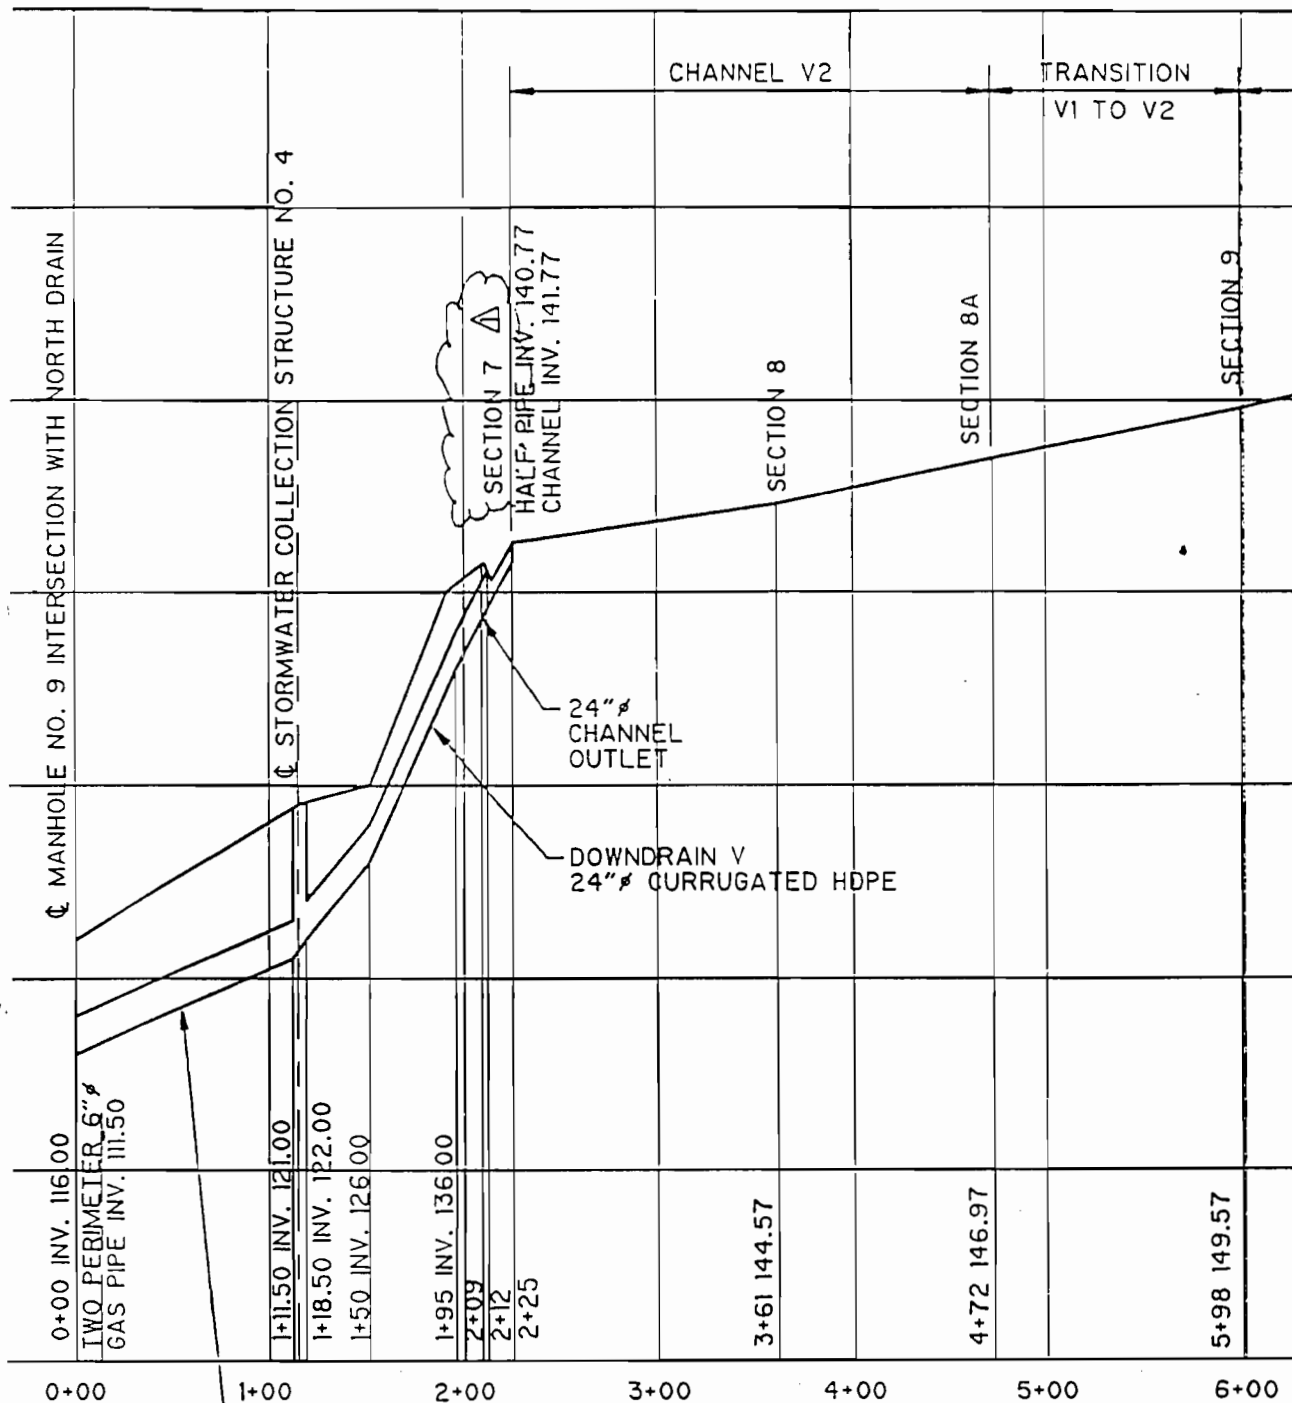 CHANNEL V2
TRANSITION
V1 TO V2
℄ MANHOLE NO. 9 INTERSECTION WITH NORTH DRAIN
℄ STORMWATER COLLECTION STRUCTURE NO. 4
SECTION 7
1
HALF PIPE INV. 140.77
CHANNEL INV. 141.77
SECTION 8
SECTION 8A
SECTION 9
24"ø
CHANNEL
OUTLET
DOWNDRAIN V
24"ø CURRUGATED HDPE
0+00 INV. 116.00
TWO PERIMETER 6"ø
GAS PIPE INV. 111.50
1+11.50 INV. 121.00
1+18.50 INV. 122.00
1+50 INV. 126.00
1+95 INV. 136.00
2+09
2+12
2+25
3+61 144.57
4+72 146.97
5+98 149.57
0+00
1+00
2+00
3+00
4+00
5+00
6+00